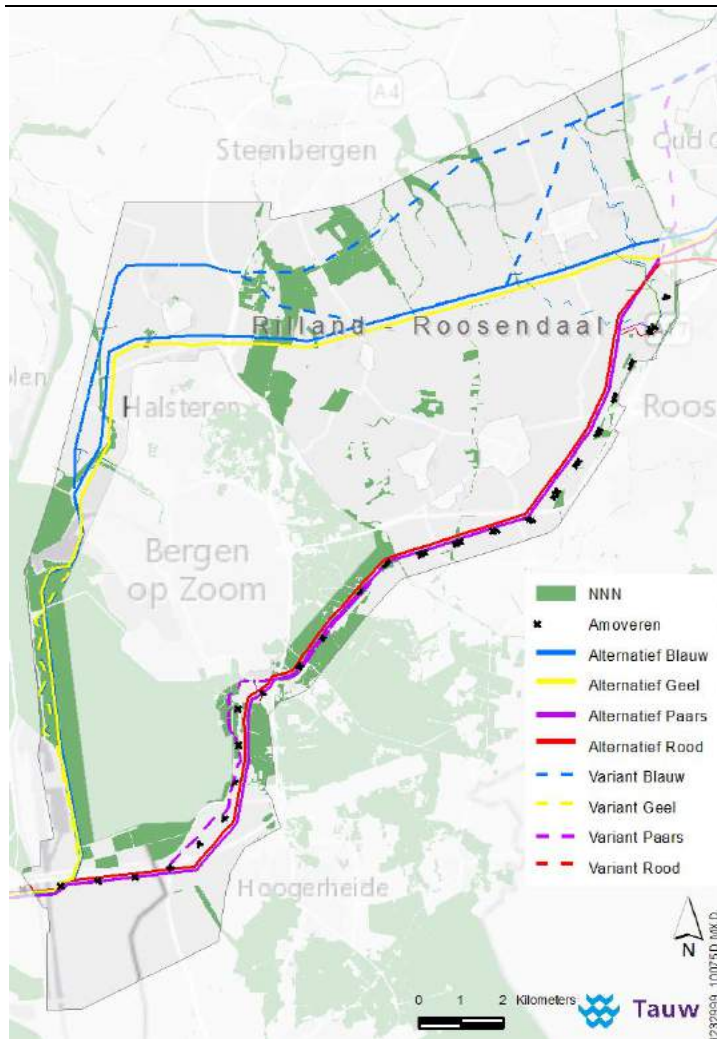 A4
Steenbergen
Oud
Rilland - Roosendaal
Halsteren
Roos
Bergen
op Zoom
Hoogerheide
NNN
Amoveren
Alternatief Blauw
Alternatief Geel
Alternatief Paars
Alternatief Rood
Variant Blauw
Variant Geel
Variant Paars
Variant Rood
N
0 1 2 Kilometers
Tauw